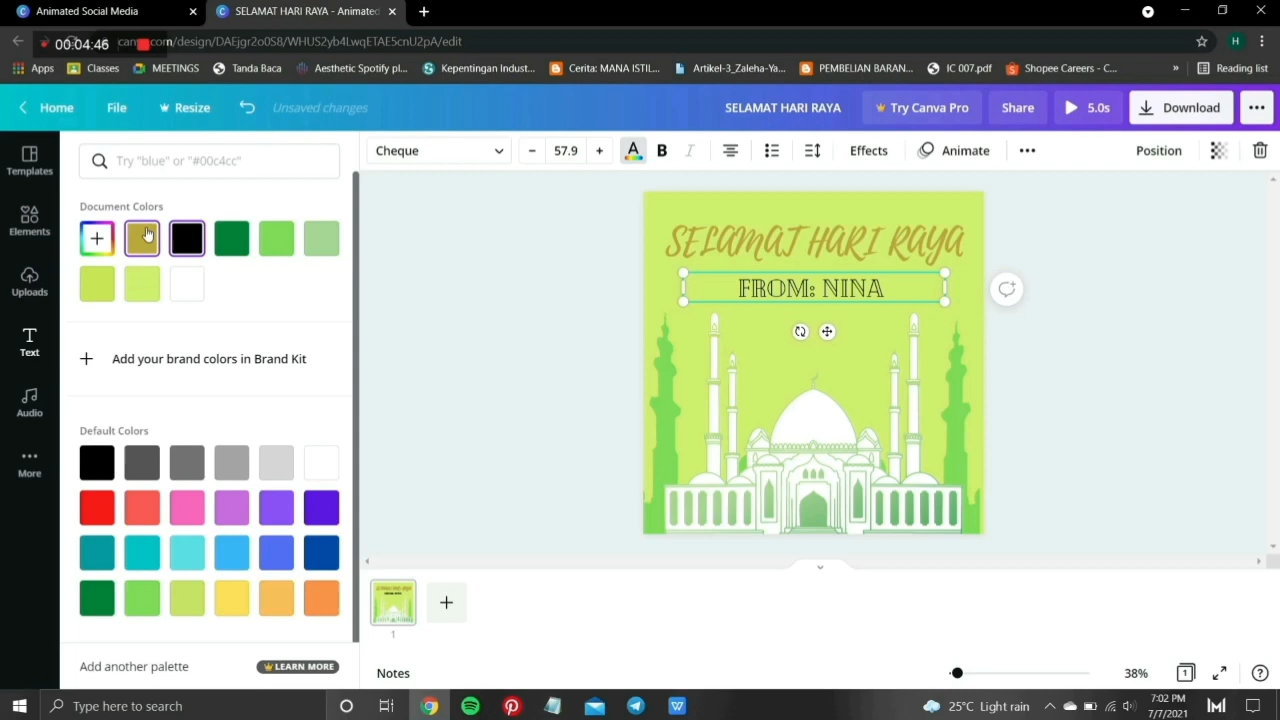 Animated Social Media
SELAMAT HARI RAYA - Animated
00:04:46
com/design/DAEjgr2o0S8/WHUS2yb4LwqETAE5cnU2pA/edit
H
Apps
Classes
MEETINGS
Tanda Baca
Aesthetic Spotify pl...
Kepentingan Indust...
Cerita: MANA ISTIL...
Artikel-3_Zaleha-Ya...
PEMBELIAN BARAN...
IC 007.pdf
Shopee Careers - C...
»
Reading list
Home
File
Resize
Unsaved changes
SELAMAT HARI RAYA
Try Canva Pro
Share
5.0s
Download
Templates
Elements
Uploads
Text
Audio
More
Try "blue" or "#00c4cc"
Document Colors
Add your brand colors in Brand Kit
Default Colors
Add another palette
LEARN MORE
Cheque
57.9
A
B
I
Effects
Animate
Position
SELAMAT HARI RAYA
FROM: NINA
1
Notes
38%
1
Type here to search
25°C Light rain
7:02 PM
7/7/2021